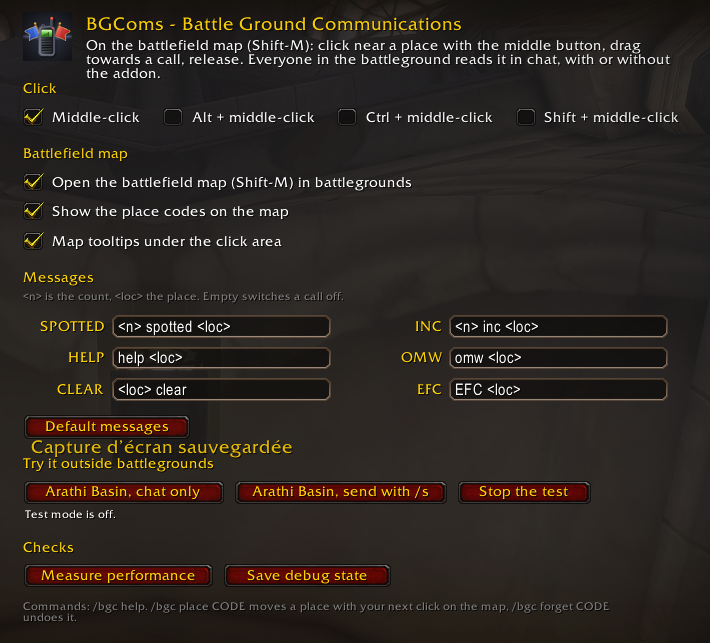 BGComs - Battle Ground Communications
On the battlefield map (Shift-M): click near a place with the middle button, drag
towards a call, release. Everyone in the battleground reads it in chat, with or without
the addon.
Click
Middle-click Alt + middle-click Ctrl + middle-click Shift + middle-click
Battlefield map
Open the battlefield map (Shift-M) in battlegrounds
Show the place codes on the map
Map tooltips under the click area
Messages
<n> is the count, <loc> the place. Empty switches a call off.
SPOTTED <n> spotted <loc> INC <n> inc <loc>
HELP help <loc> OMW omw <loc>
CLEAR <loc> clear EFC EFC <loc>
Default messages
Capture d'écran sauvegardée
Try it outside battlegrounds
Arathi Basin, chat only Arathi Basin, send with /s Stop the test
Test mode is off.
Checks
Measure performance Save debug state
Commands: /bgc help. /bgc place CODE moves a place with your next click on the map, /bgc forget CODE
undoes it.